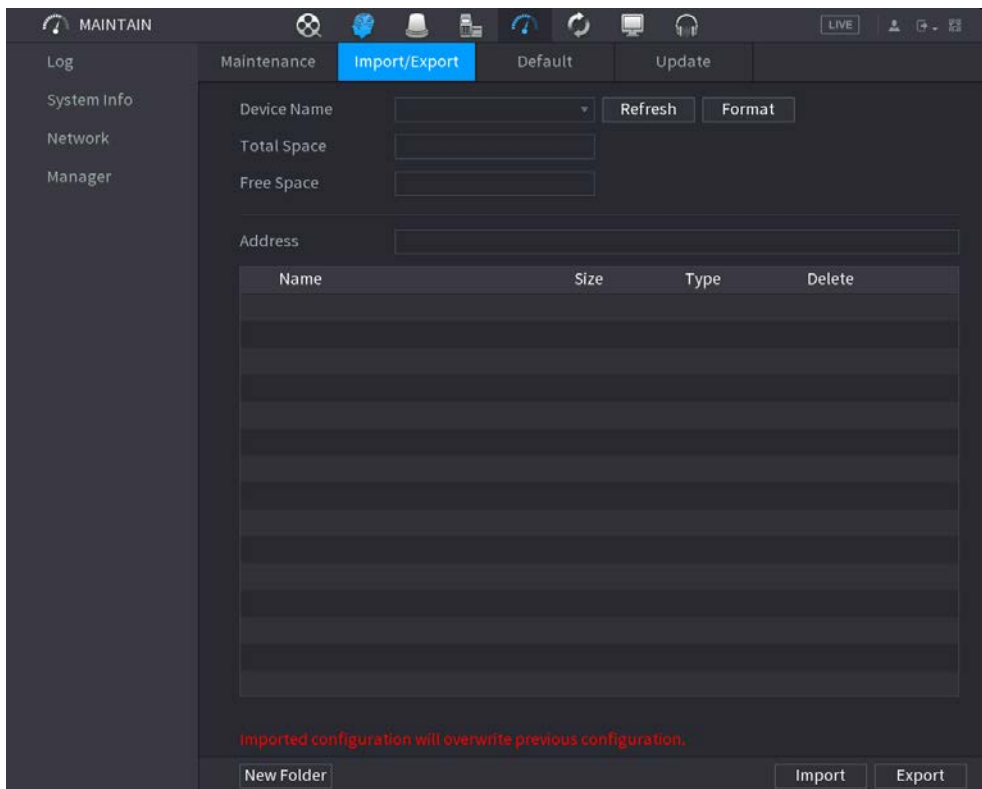 MAINTAIN LIVE
Log
System Info
Network
Manager
Maintenance Import/Export Default Update
Device Name Refresh Format
Total Space
Free Space
Address
Name Size Type Delete
Imported configuration will overwrite previous configuration.
New Folder Import Export